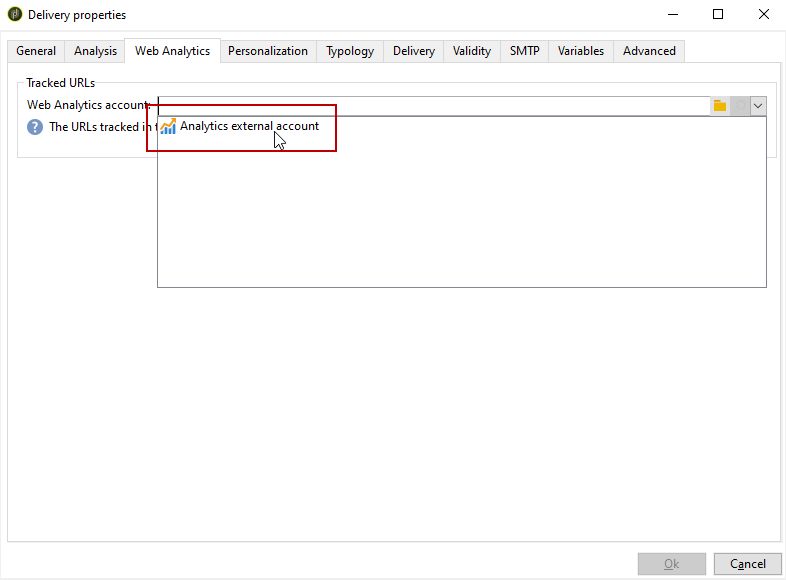 Delivery properties
General Analysis Web Analytics Personalization Typology Delivery Validity SMTP Variables Advanced
Tracked URLs
Web Analytics account:
The URLs tracked in t
Analytics external account
Ok Cancel